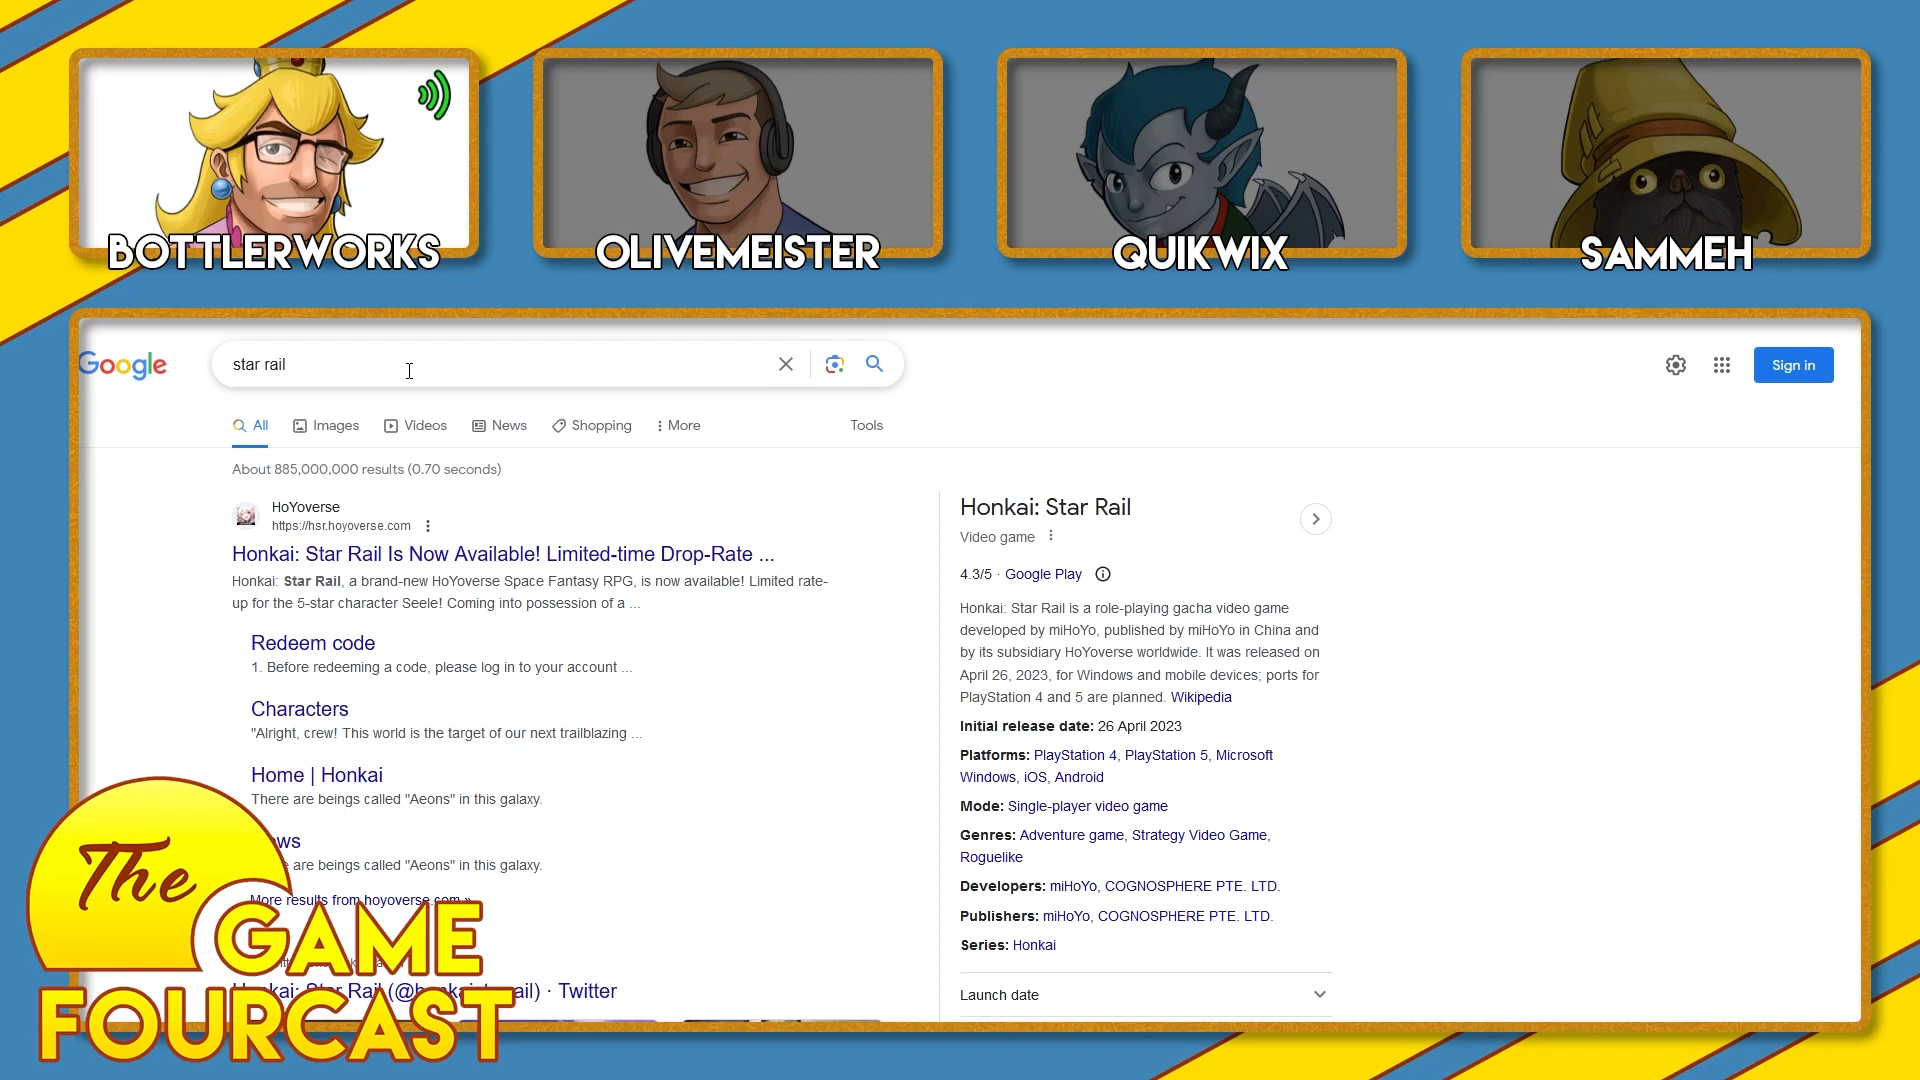 BOTTLERWORKS
OLIVEMEISTER
QUIKWIX
SAMMEH
Google
star rail
Sign in
All
Images
Videos
News
Shopping
More
Tools
About 885,000,000 results (0.70 seconds)
HoYoverse
https://hsr.hoyoverse.com
Honkai: Star Rail Is Now Available! Limited-time Drop-Rate ...
Honkai: Star Rail, a brand-new HoYoverse Space Fantasy RPG, is now available! Limited rate-
up for the 5-star character Seele! Coming into possession of a ...
Redeem code
1. Before redeeming a code, please log in to your account ...
Characters
"Alright, crew! This world is the target of our next trailblazing ...
Home | Honkai
There are beings called "Aeons" in this galaxy.
are beings called "Aeons" in this galaxy.
More results from hoyoverse.com »
Rail · Twitter
Honkai: Star Rail
Video game
4.3/5 · Google Play
Honkai: Star Rail is a role-playing gacha video game
developed by miHoYo, published by miHoYo in China and
by its subsidiary HoYoverse worldwide. It was released on
April 26, 2023, for Windows and mobile devices; ports for
PlayStation 4 and 5 are planned. Wikipedia
Initial release date: 26 April 2023
Platforms: PlayStation 4, PlayStation 5, Microsoft
Windows, iOS, Android
Mode: Single-player video game
Genres: Adventure game, Strategy Video Game,
Roguelike
Developers: miHoYo, COGNOSPHERE PTE. LTD.
Publishers: miHoYo, COGNOSPHERE PTE. LTD.
Series: Honkai
Launch date
The
GAME
FOURCAST